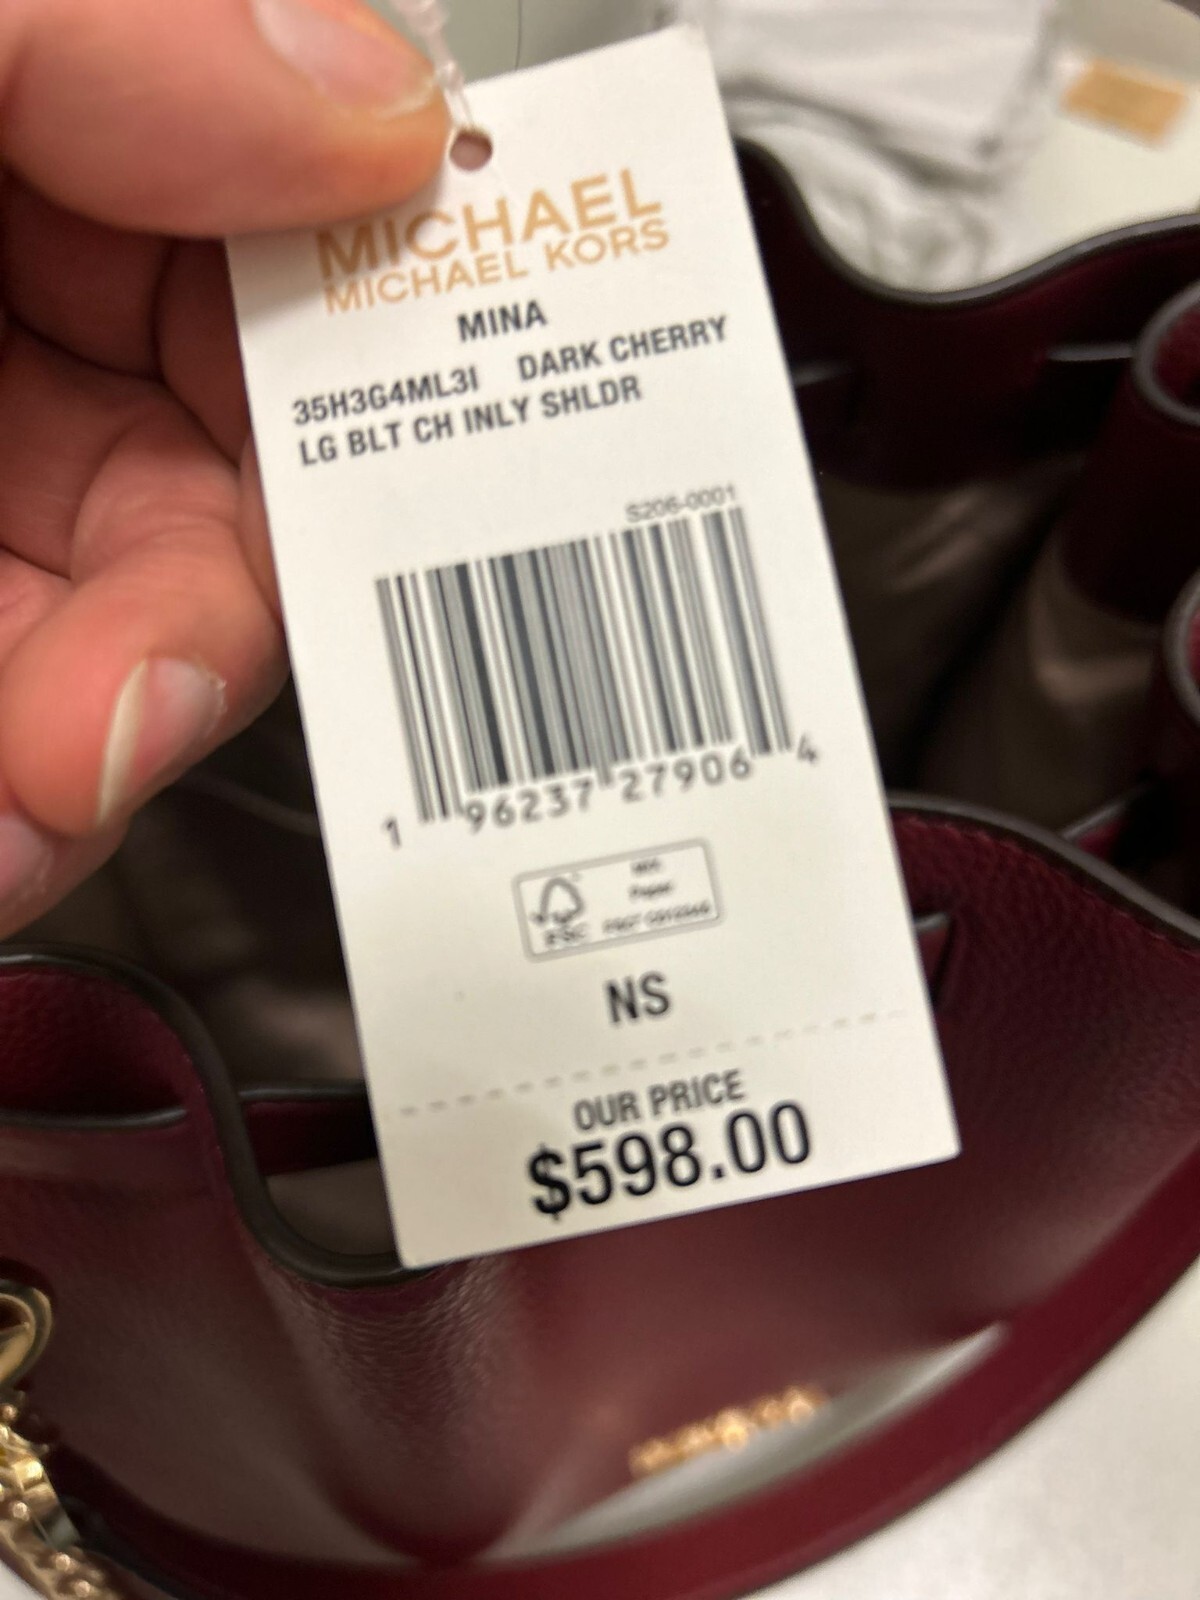 MICHAEL
MICHAEL KORS
MINA
35H3G4ML3I DARK CHERRY
LG BLT CH INLY SHLDR
S206-0001
1 96237 27906 4
FSC
Paper
NS
OUR PRICE
$598.00